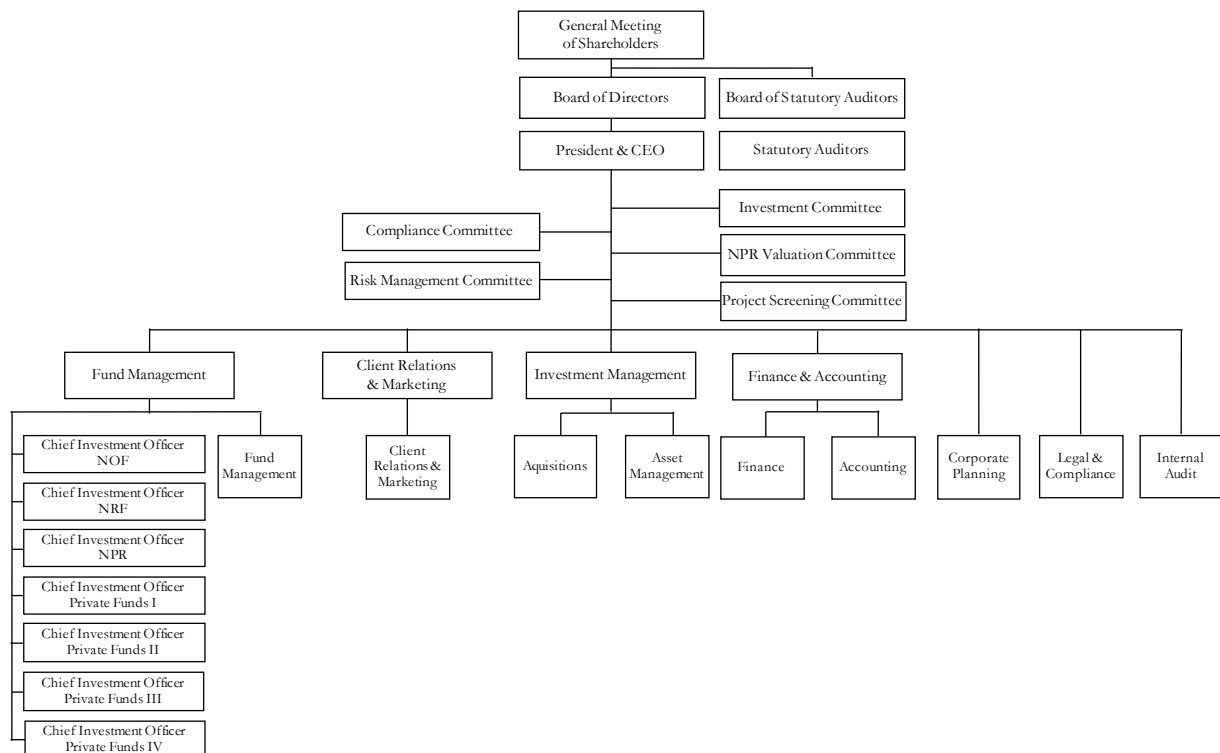 General Meeting
of Shareholders
Board of Directors
Board of Statutory Auditors
President & CEO
Statutory Auditors
Investment Committee
Compliance Committee
NPR Valuation Committee
Risk Management Committee
Project Screening Committee
Fund Management
Client Relations
& Marketing
Investment Management
Finance & Accounting
Chief Investment Officer
NOF
Fund
Management
Client
Relations &
Marketing
Aquisitions
Asset
Management
Finance
Accounting
Corporate
Planning
Legal &
Compliance
Internal
Audit
Chief Investment Officer
NRF
Chief Investment Officer
NPR
Chief Investment Officer
Private Funds I
Chief Investment Officer
Private Funds II
Chief Investment Officer
Private Funds III
Chief Investment Officer
Private Funds IV